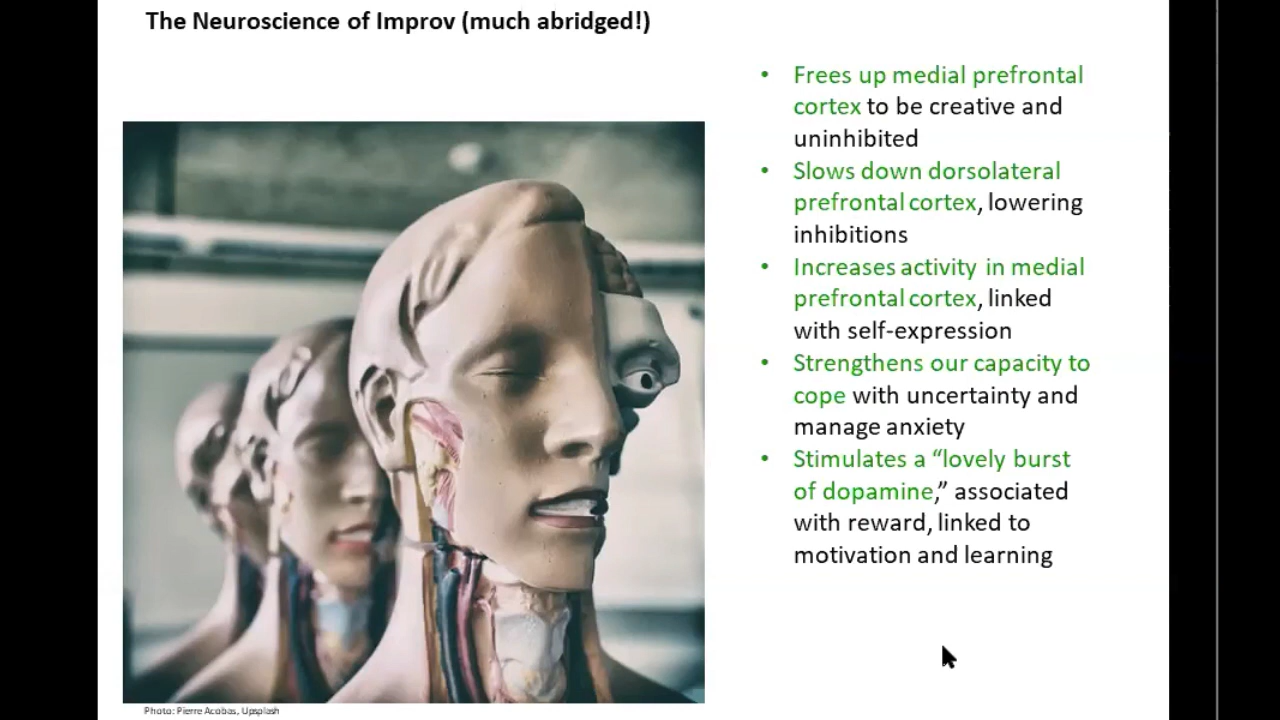 The Neuroscience of Improv (much abridged!)
• Frees up medial prefrontal
cortex to be creative and
uninhibited
• Slows down dorsolateral
prefrontal cortex, lowering
inhibitions
• Increases activity in medial
prefrontal cortex, linked
with self-expression
• Strengthens our capacity to
cope with uncertainty and
manage anxiety
• Stimulates a “lovely burst
of dopamine,” associated
with reward, linked to
motivation and learning
Photo: Pierre Acobas, Upsplash